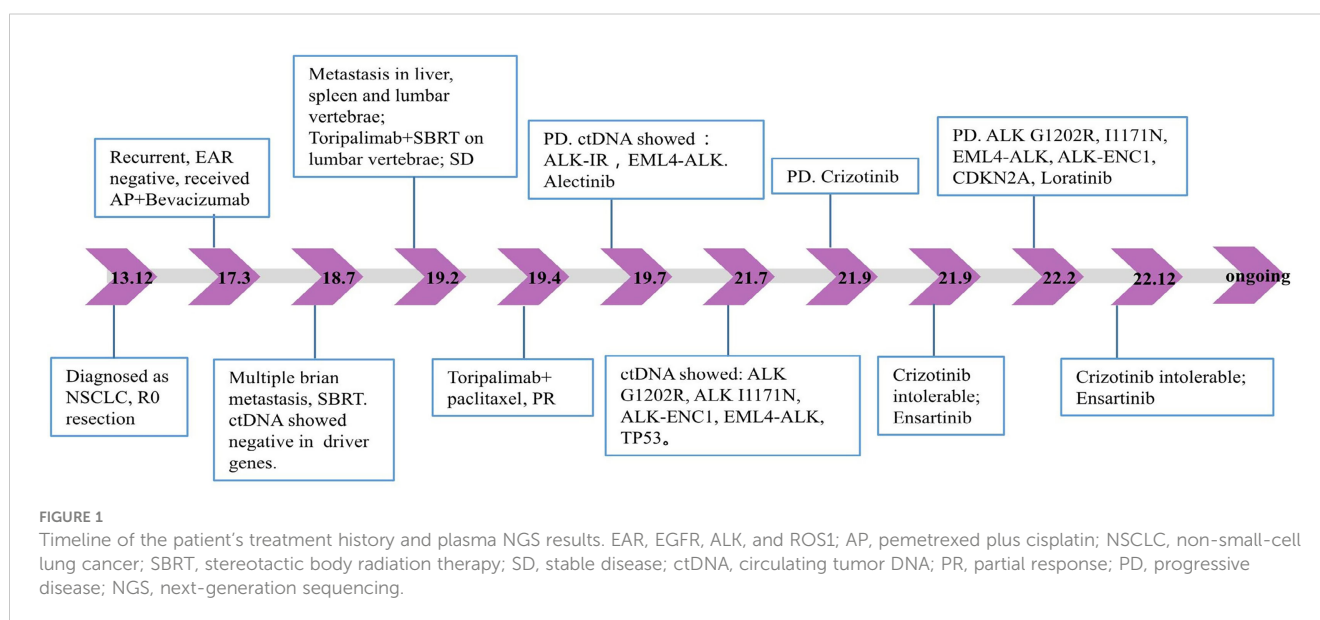 Metastasis in liver,
spleen and lumbar
vertebrae;
Toripalimab+SBRT on
lumbar vertebrae; SD
Recurrent, EAR
negative, received
AP+Bevacizumab
PD. ctDNA showed：
ALK-IR，EML4-ALK.
Alectinib
PD. Crizotinib
PD. ALK G1202R, I1171N,
EML4-ALK, ALK-ENC1,
CDKN2A, Loratinib
13.12 17.3 18.7 19.2 19.4 19.7 21.7 21.9 21.9 22.2 22.12 ongoing
Diagnosed as
NSCLC, R0
resection
Multiple brian
metastasis, SBRT.
ctDNA showed
negative in driver
genes.
Toripalimab+
paclitaxel, PR
ctDNA showed: ALK
G1202R, ALK I1171N,
ALK-ENC1, EML4-ALK,
TP53。
Crizotinib
intolerable;
Ensartinib
Crizotinib intolerable;
Ensartinib
FIGURE 1
Timeline of the patient's treatment history and plasma NGS results. EAR, EGFR, ALK, and ROS1; AP, pemetrexed plus cisplatin; NSCLC, non-small-cell
lung cancer; SBRT, stereotactic body radiation therapy; SD, stable disease; ctDNA, circulating tumor DNA; PR, partial response; PD, progressive
disease; NGS, next-generation sequencing.